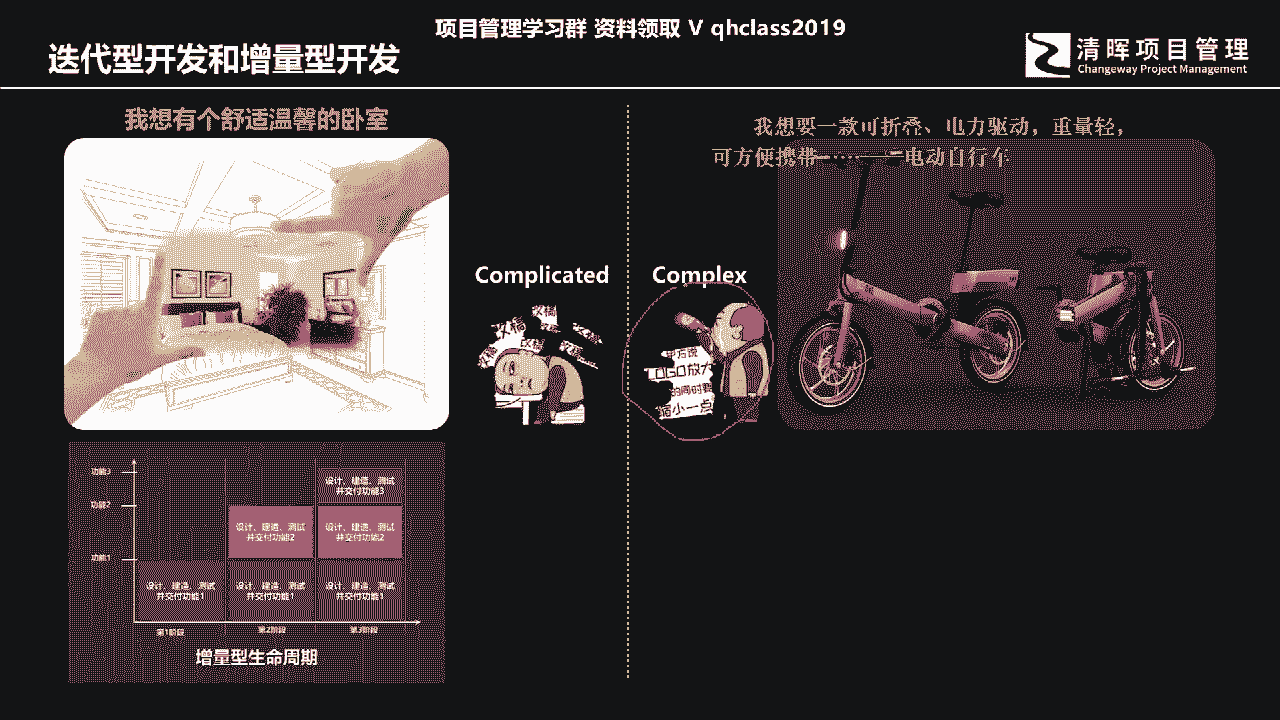 项目管理学习群 资料领取 V qhclass2019
迭代型开发和增量型开发
清晖项目管理
Changeway Project Management
我想有个舒适温馨的卧室
我想要一款可折叠、电力驱动，重量轻，
可方便携带……——电动自行车
Complicated
Complex
改稿
改稿
改稿
甲方说
LOGO放大
的同时要
缩小一点
功能3
功能2
功能1
设计、建造、测试
并交付功能3
设计、建造、测试
并交付功能2
设计、建造、测试
并交付功能2
设计、建造、测试
并交付功能1
设计、建造、测试
并交付功能1
设计、建造、测试
并交付功能1
第1阶段
第2阶段
第3阶段
增量型生命周期